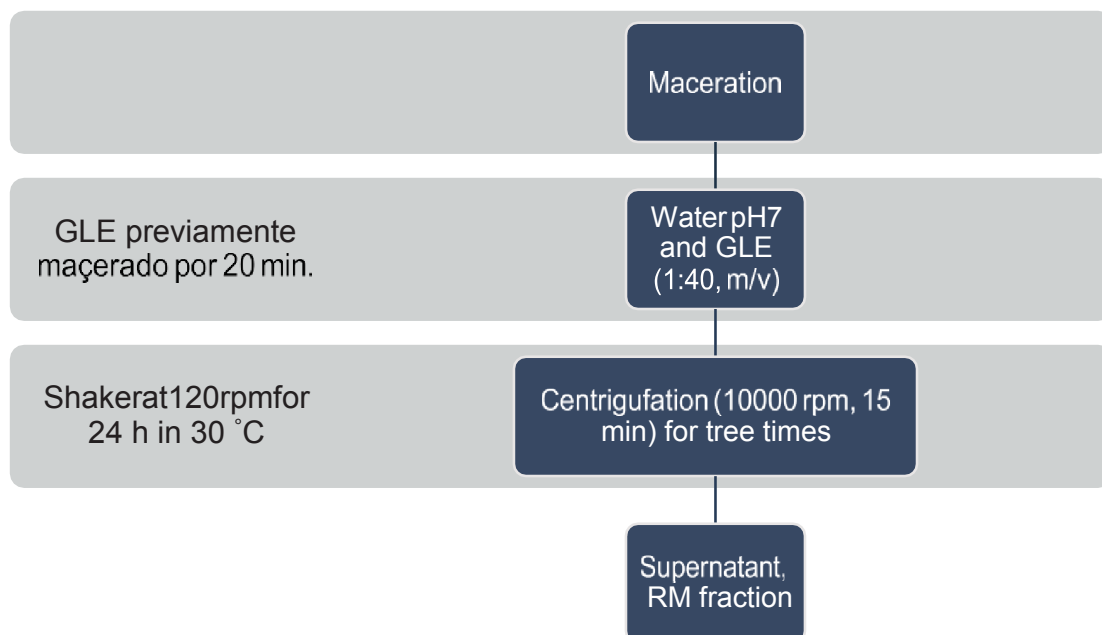 Maceration
GLE previamente
maçerado por 20 min.
Water pH7
and GLE
(1:40, m/v)
Shakerat120rpmfor
24 h in 30 °C
Centrigufation (10000 rpm, 15
min) for tree times
Supernatant,
RM fraction